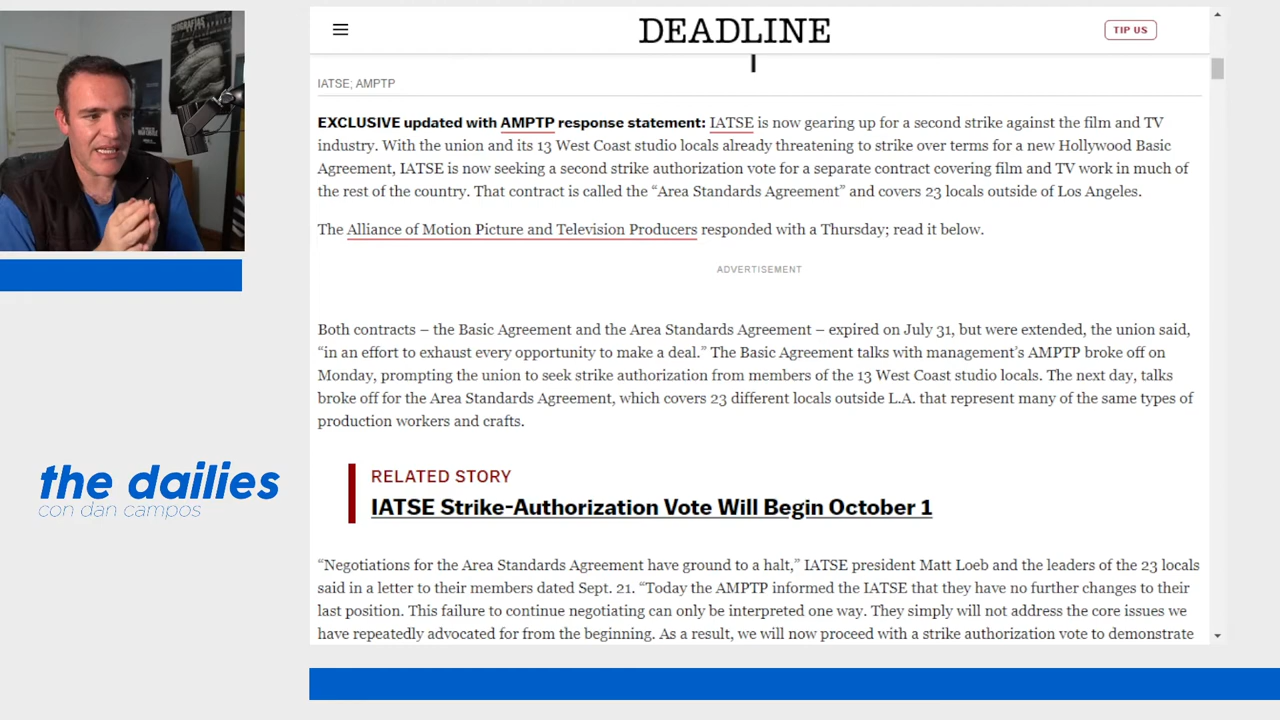 DEADLINE
TIP US
IATSE; AMPTP
EXCLUSIVE updated with AMPTP response statement: IATSE is now gearing up for a second strike against the film and TV
industry. With the union and its 13 West Coast studio locals already threatening to strike over terms for a new Hollywood Basic
Agreement, IATSE is now seeking a second strike authorization vote for a separate contract covering film and TV work in much of
the rest of the country. That contract is called the “Area Standards Agreement” and covers 23 locals outside of Los Angeles.
The Alliance of Motion Picture and Television Producers responded with a Thursday; read it below.
ADVERTISEMENT
Both contracts – the Basic Agreement and the Area Standards Agreement – expired on July 31, but were extended, the union said,
“in an effort to exhaust every opportunity to make a deal.” The Basic Agreement talks with management’s AMPTP broke off on
Monday, prompting the union to seek strike authorization from members of the 13 West Coast studio locals. The next day, talks
broke off for the Area Standards Agreement, which covers 23 different locals outside L.A. that represent many of the same types of
production workers and crafts.
RELATED STORY
IATSE Strike-Authorization Vote Will Begin October 1
“Negotiations for the Area Standards Agreement have ground to a halt,” IATSE president Matt Loeb and the leaders of the 23 locals
said in a letter to their members dated Sept. 21. “Today the AMPTP informed the IATSE that they have no further changes to their
last position. This failure to continue negotiating can only be interpreted one way. They simply will not address the core issues we
have repeatedly advocated for from the beginning. As a result, we will now proceed with a strike authorization vote to demonstrate
the dailies
con dan campos